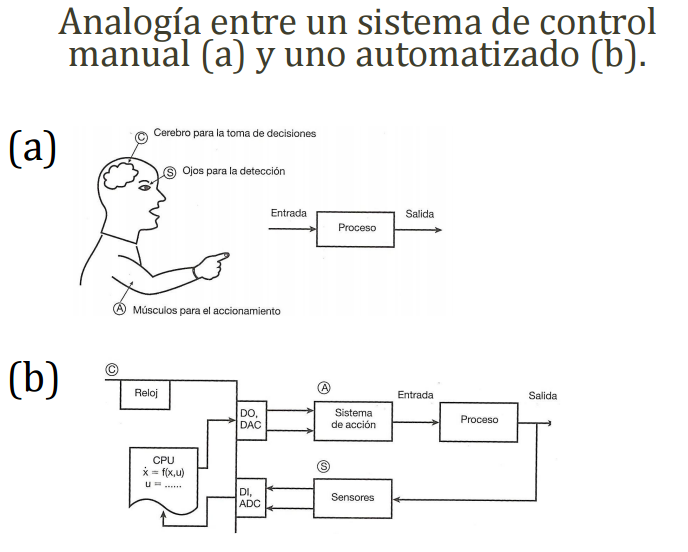 Analogía entre un sistema de control
manual (a) y uno automatizado (b).
(a)
C Cerebro para la toma de decisiones
S Ojos para la detección
Entrada
Salida
Proceso
A Músculos para el accionamiento
(b)
C
Reloj
A
Entrada
Salida
DO,
DAC
Sistema
de acción
Proceso
CPU
ẋ = f(x,u)
u = ......
S
DI,
ADC
Sensores